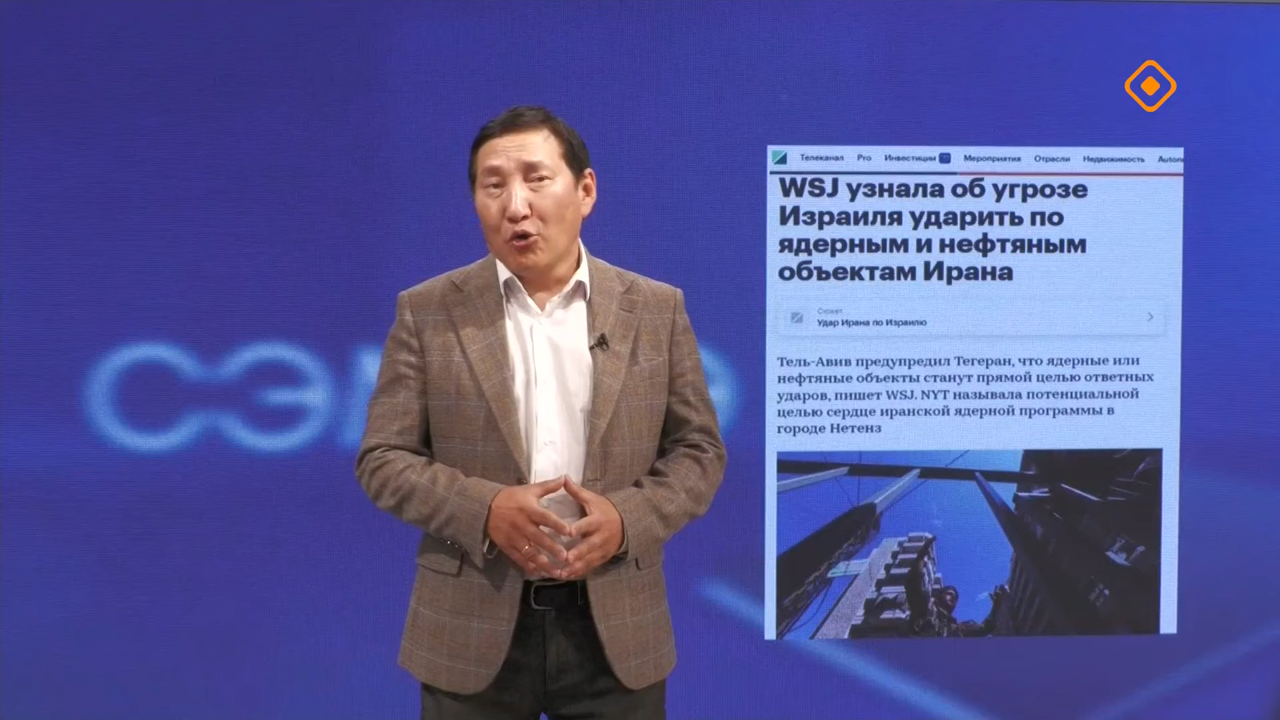 Телеканал Pro Инвестиции Мероприятия Отрасли Недвижимость
WSJ узнала об угрозе
Израиля ударить по
ядерным и нефтяным
объектам Ирана
Сюжет
Удар Ирана по Израилю
Тель-Авив предупредил Тегеран, что ядерные или
нефтяные объекты станут прямой целью ответных
ударов, пишет WSJ. NYT называла потенциальной
целью сердце иранской ядерной программы в
городе Нетенз